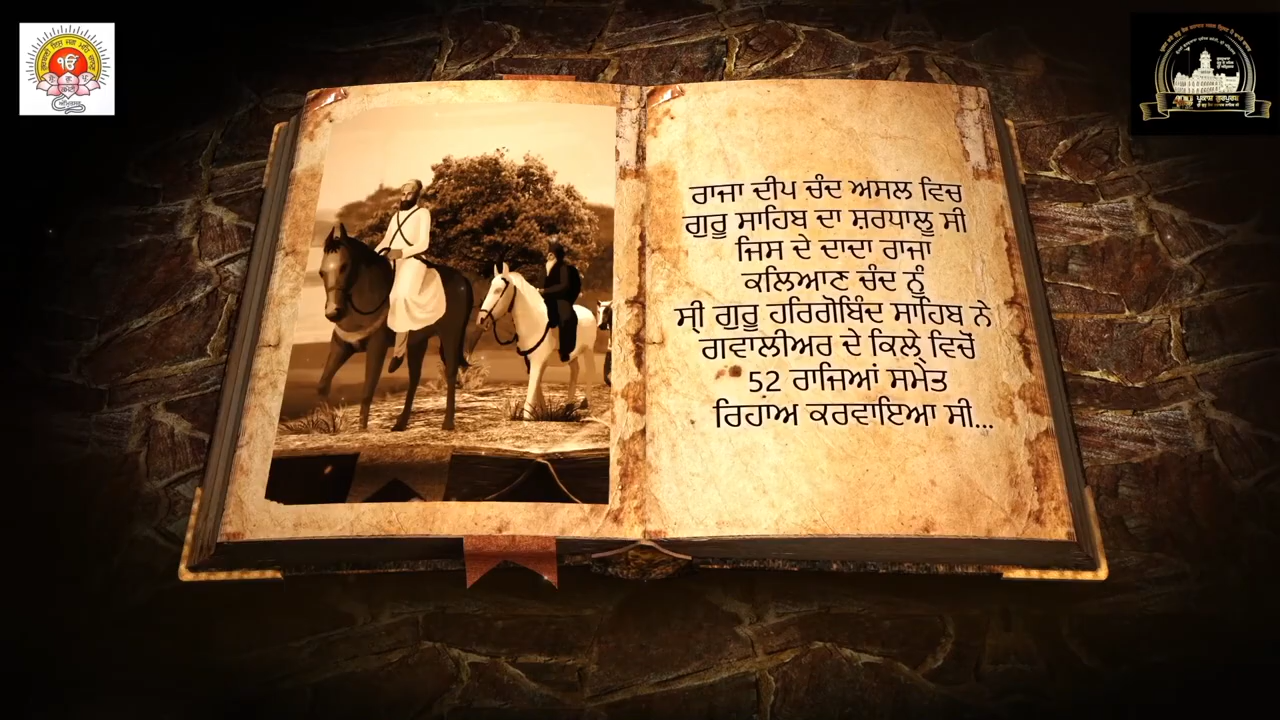 ਰਾਜਾ ਦੀਪ ਚੰਦ ਅਸਲ ਵਿਚ
ਗੁਰੂ ਸਾਹਿਬ ਦਾ ਸ਼ਰਧਾਲੂ ਸੀ
ਜਿਸ ਦੇ ਦਾਦਾ ਰਾਜਾ
ਕਲਿਆਣ ਚੰਦ ਨੂੰ
ਸ੍ਰੀ ਗੁਰੂ ਹਰਿਗੋਬਿੰਦ ਸਾਹਿਬ ਨੇ
ਗਵਾਲੀਅਰ ਦੇ ਕਿਲ੍ਹੇ ਵਿਚੋਂ
52 ਰਾਜਿਆਂ ਸਮੇਤ
ਰਿਹਾਅ ਕਰਵਾਇਆ ਸੀ...